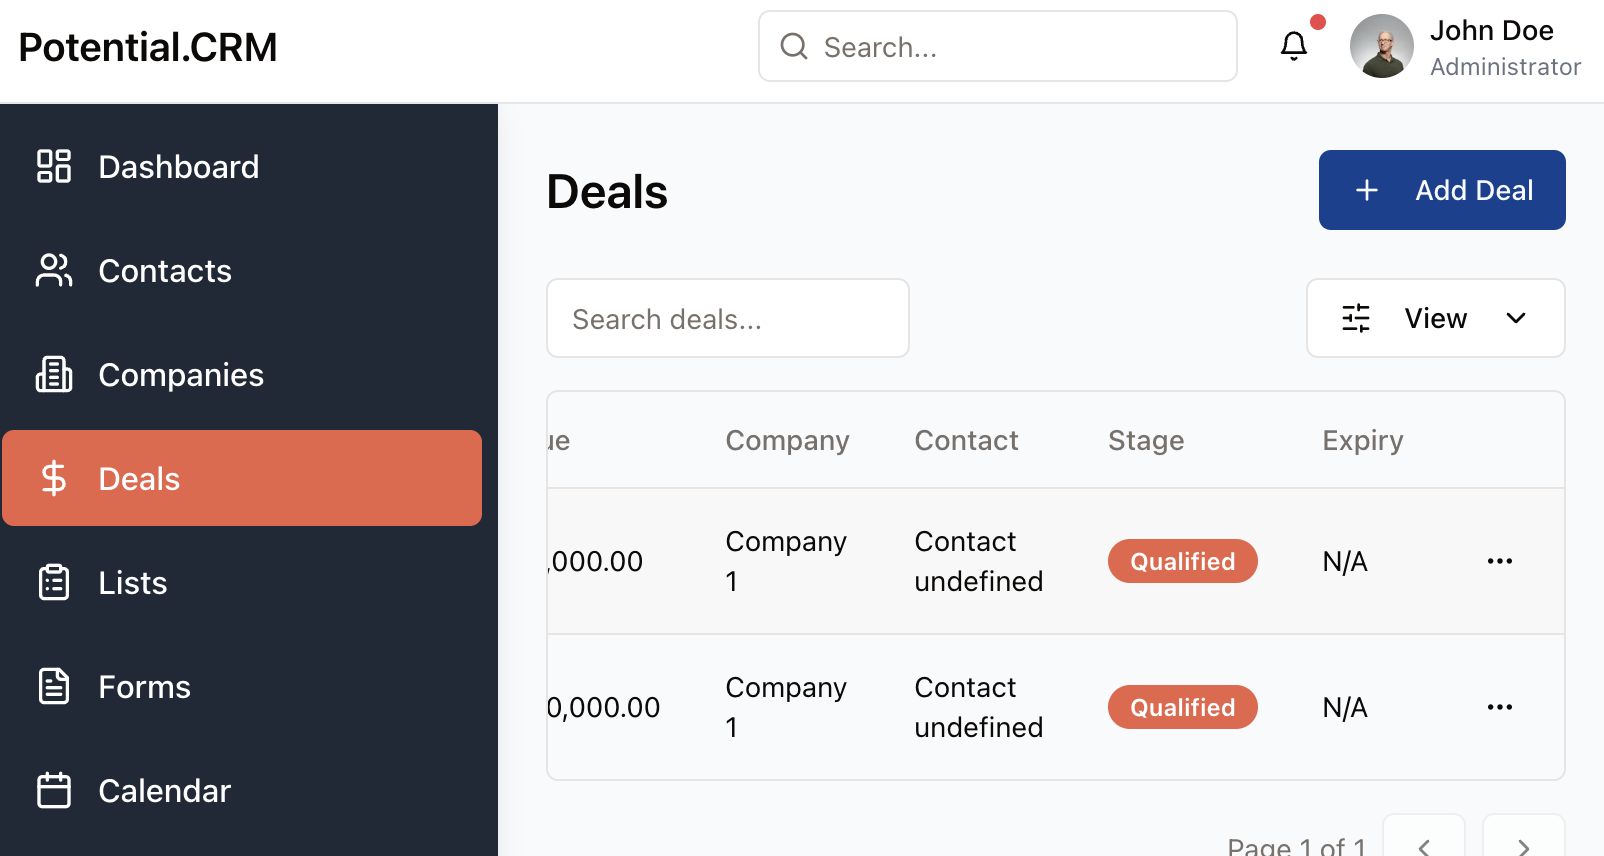 Potential.CRM
Search...
John Doe
Administrator
Dashboard
Contacts
Companies
Deals
Lists
Forms
Calendar
Deals
Add Deal
Search deals...
View
ue Company Contact Stage Expiry
,000.00 Company 1 Contact undefined Qualified N/A ...
0,000.00 Company 1 Contact undefined Qualified N/A ...
Page 1 of 1